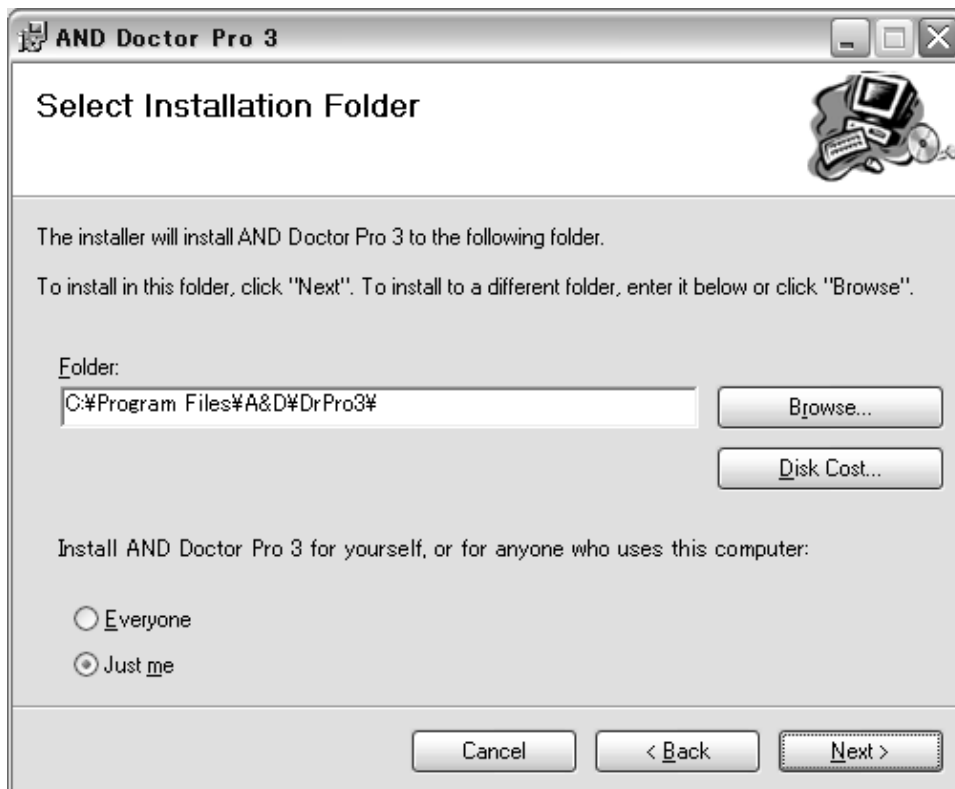 AND Doctor Pro 3
Select Installation Folder
The installer will install AND Doctor Pro 3 to the following folder.
To install in this folder, click "Next". To install to a different folder, enter it below or click "Browse".
Folder:
C:¥Program Files¥A&D¥DrPro3¥
Browse...
Disk Cost...
Install AND Doctor Pro 3 for yourself, or for anyone who uses this computer:
Everyone
Just me
Cancel
< Back
Next >